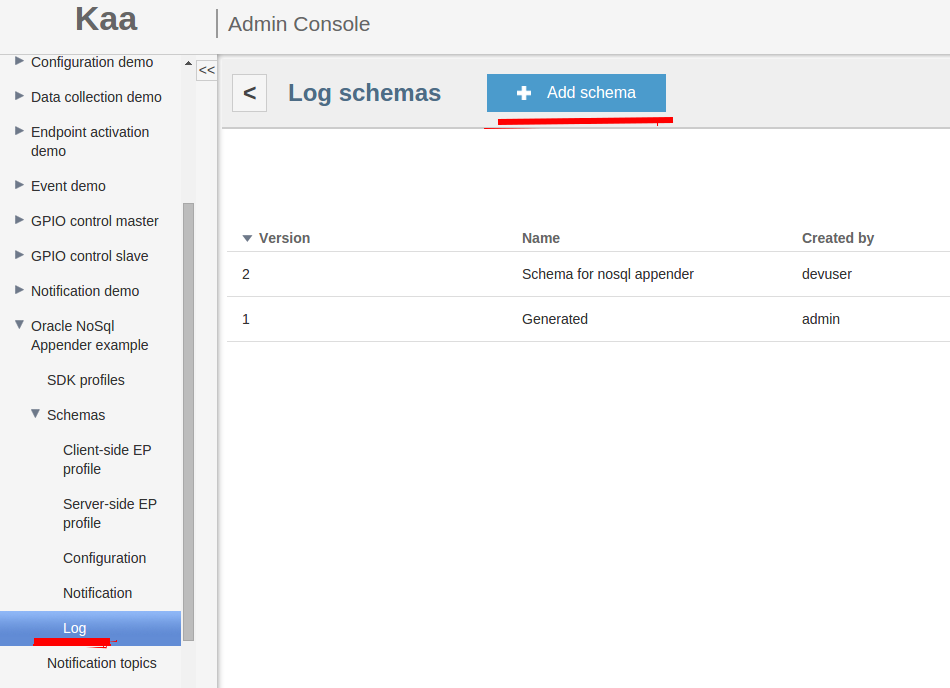 Kaa
Admin Console
Configuration demo
Data collection demo
Endpoint activation
demo
Event demo
GPIO control master
GPIO control slave
Notification demo
Oracle NoSql
Appender example
SDK profiles
Schemas
Client-side EP
profile
Server-side EP
profile
Configuration
Notification
Log
Notification topics
<<
< Log schemas + Add schema
Version Name Created by
2 Schema for nosql appender devuser
1 Generated admin